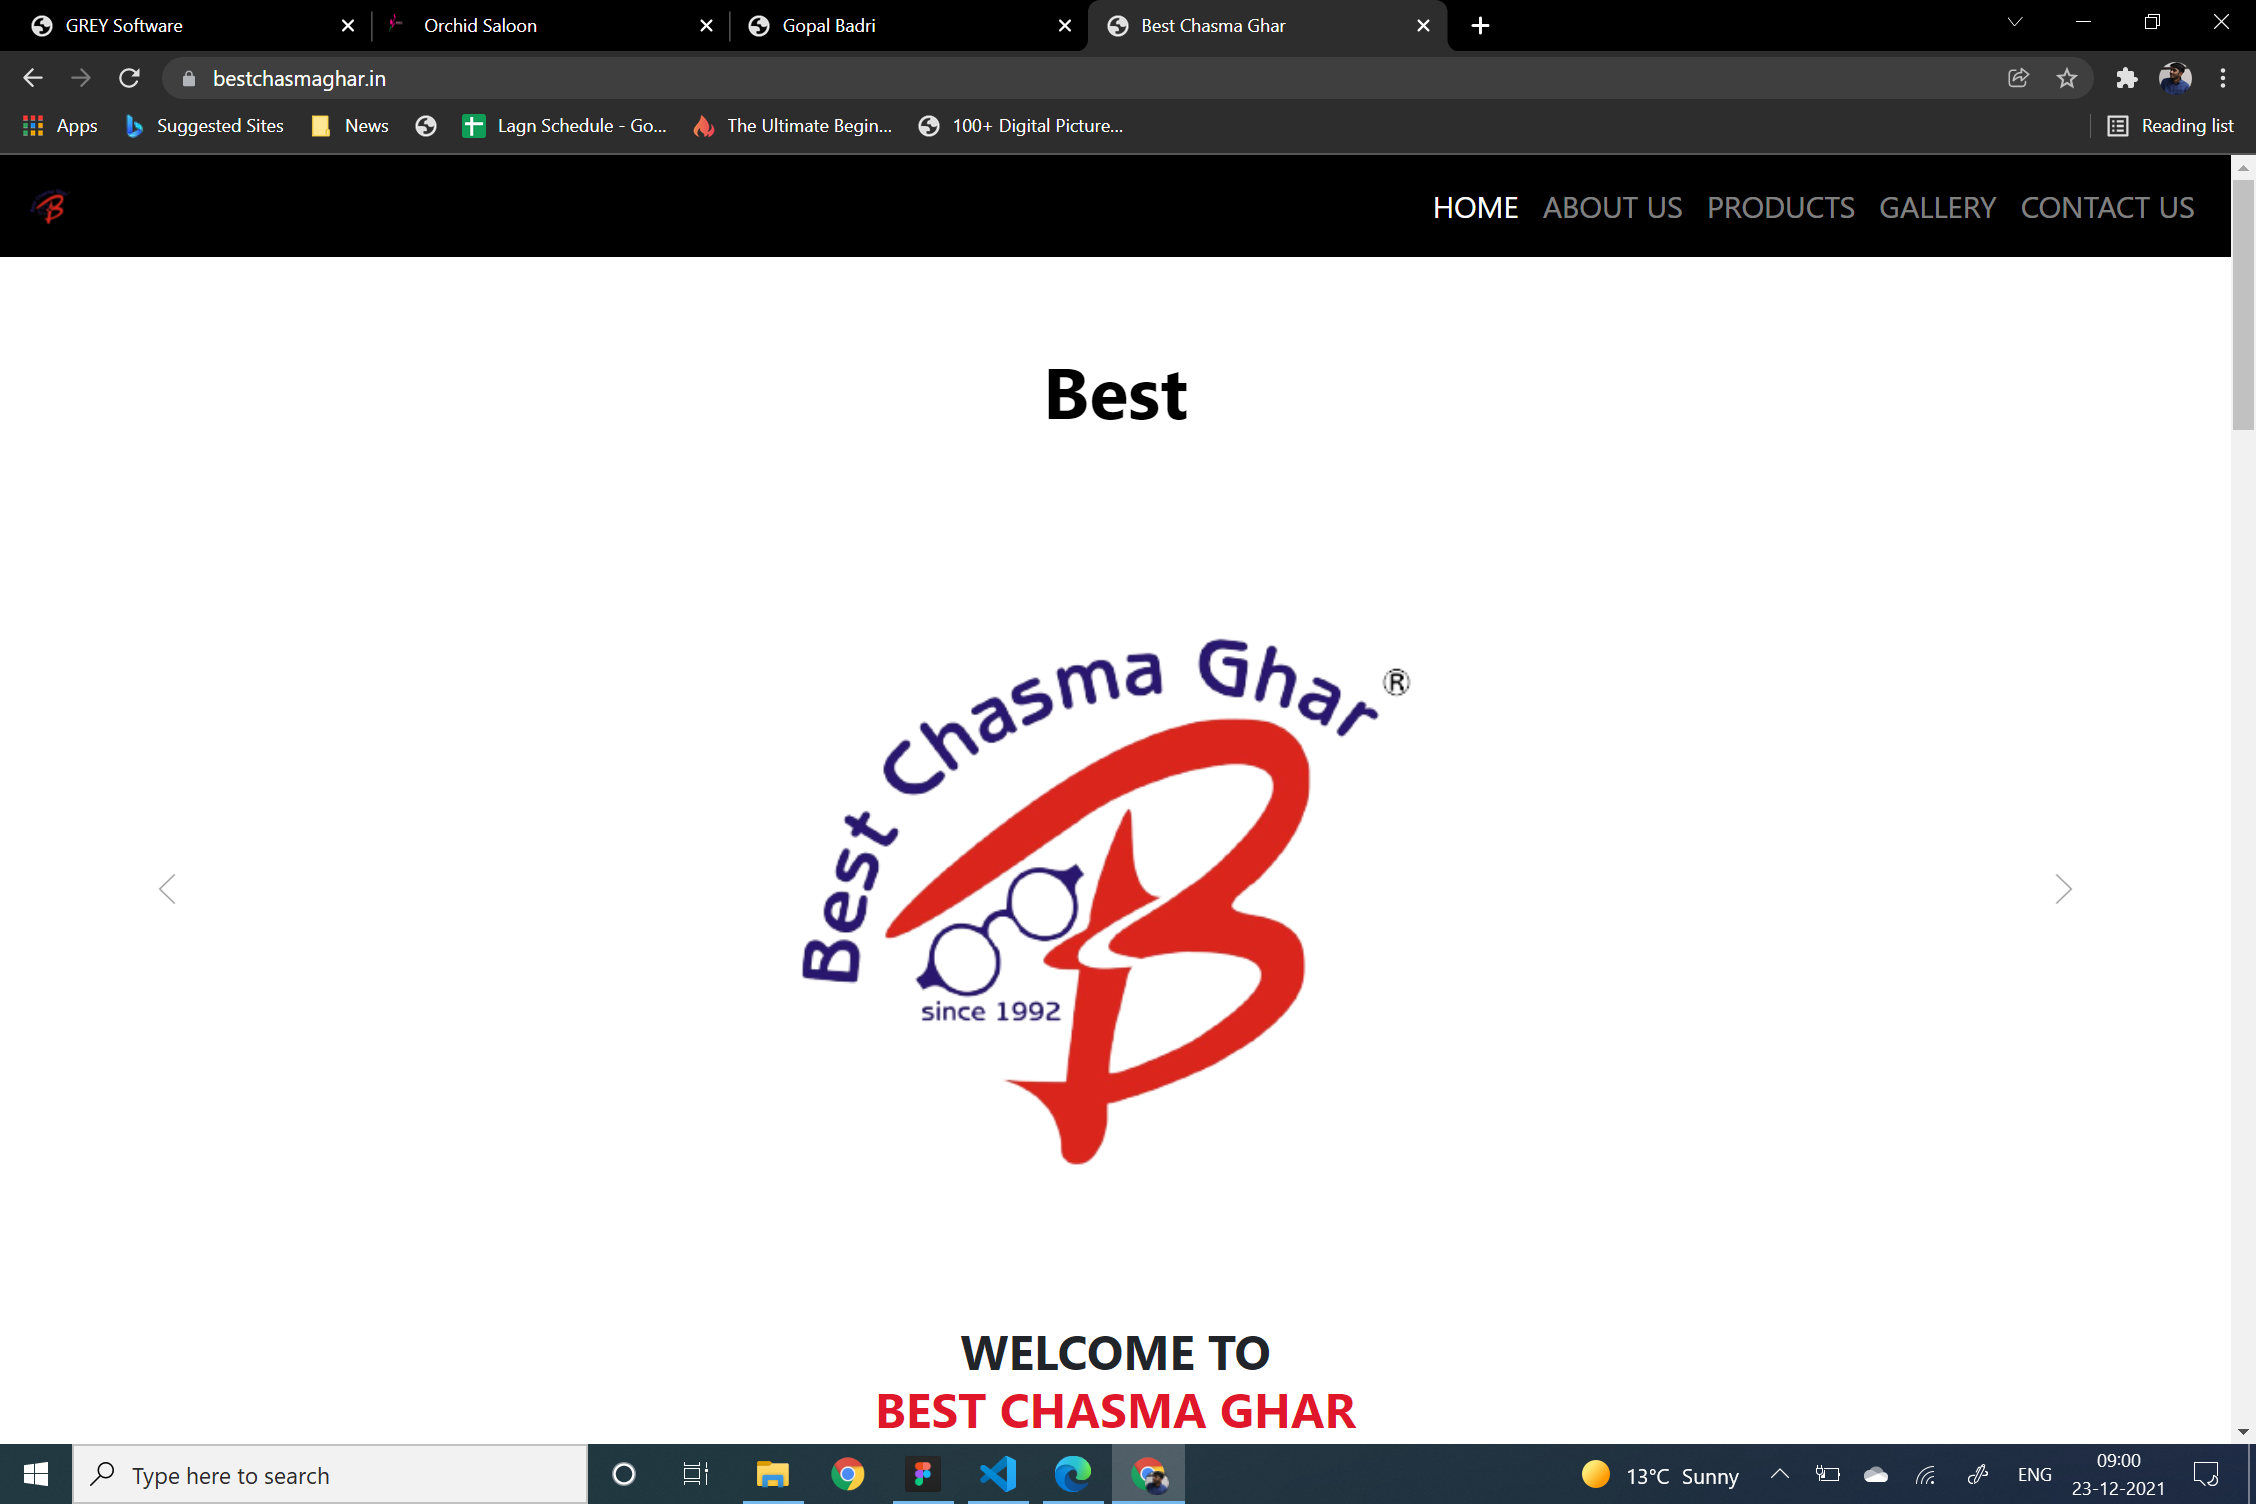 GREY Software
Orchid Saloon
Gopal Badri
Best Chasma Ghar
bestchasmaghar.in
Apps
Suggested Sites
News
Lagn Schedule - Go...
The Ultimate Begin...
100+ Digital Picture...
Reading list
B
HOME ABOUT US PRODUCTS GALLERY CONTACT US
Best
Best Chasma Ghar ®
B
since 1992
WELCOME TO
BEST CHASMA GHAR
Type here to search
13°C Sunny
ENG
09:00
23-12-2021